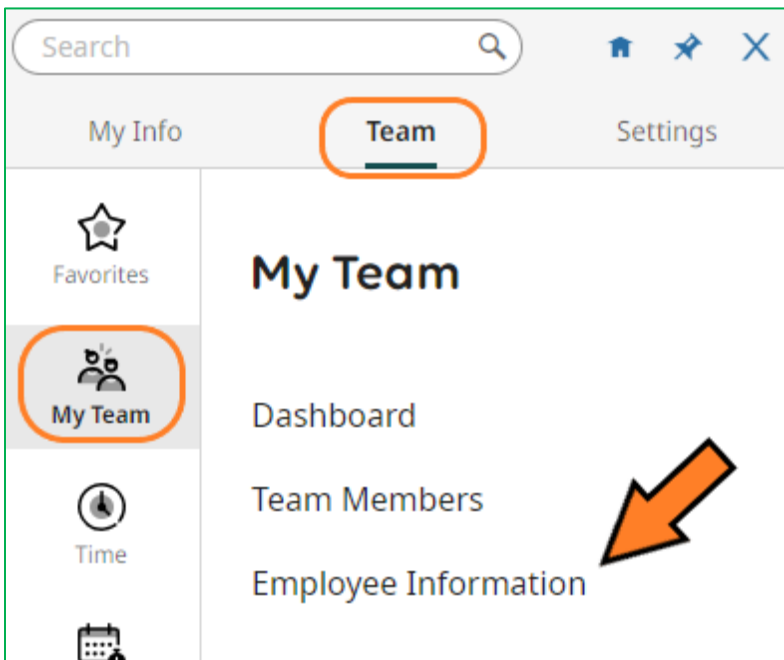 Search
My Info
Team
Settings
Favorites
My Team
My Team
Dashboard
Team Members
Time
Employee Information